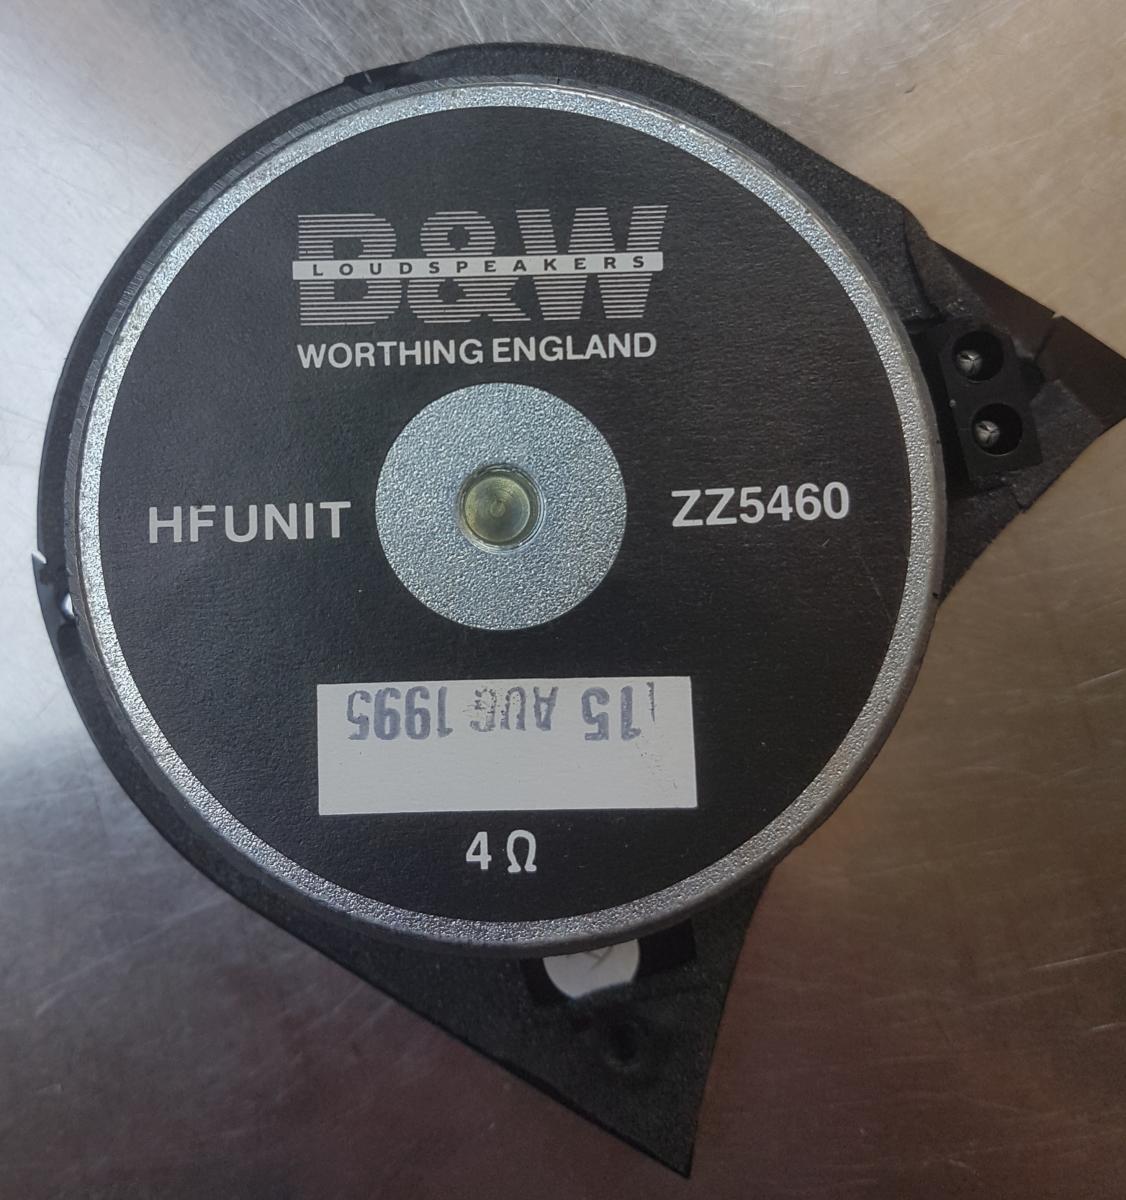 B&W
LOUDSPEAKERS
WORTHING ENGLAND
HF UNIT
ZZ5460
15 AUG 1995
4 Ω